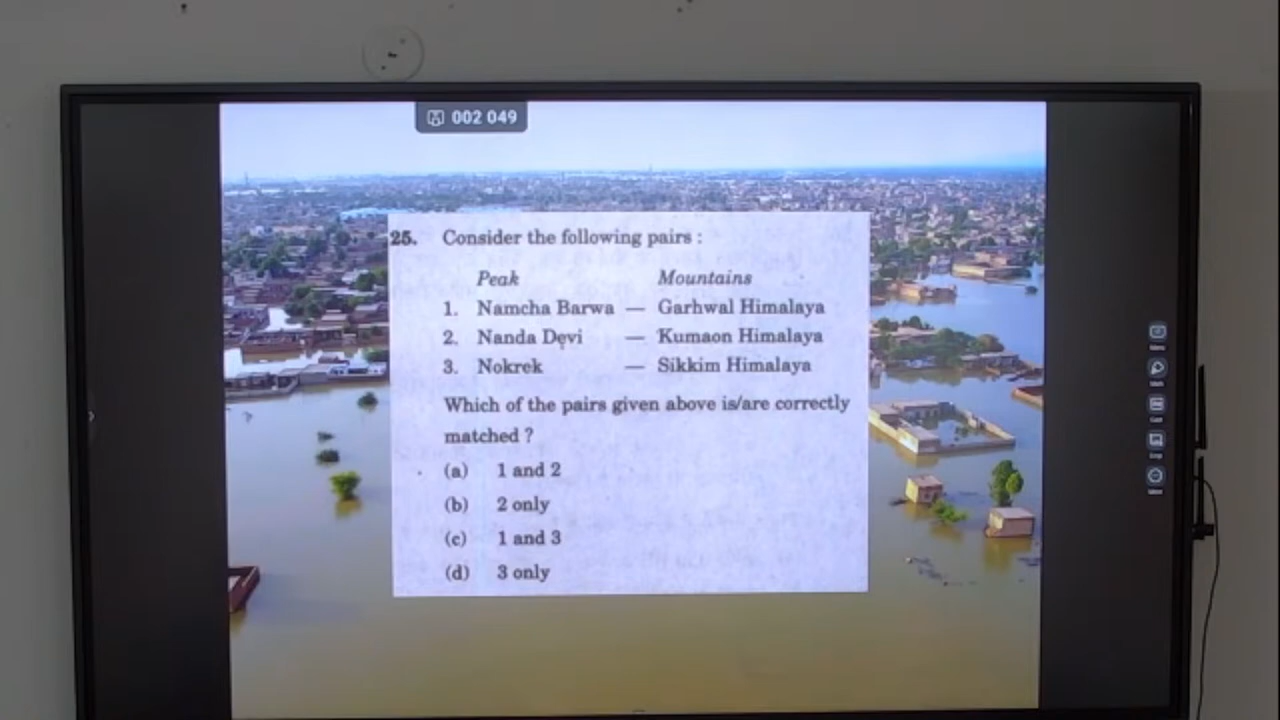 002 049
25. Consider the following pairs :
Peak Mountains
1. Namcha Barwa — Garhwal Himalaya
2. Nanda Devi — Kumaon Himalaya
3. Nokrek — Sikkim Himalaya
Which of the pairs given above is/are correctly
matched ?
(a) 1 and 2
(b) 2 only
(c) 1 and 3
(d) 3 only